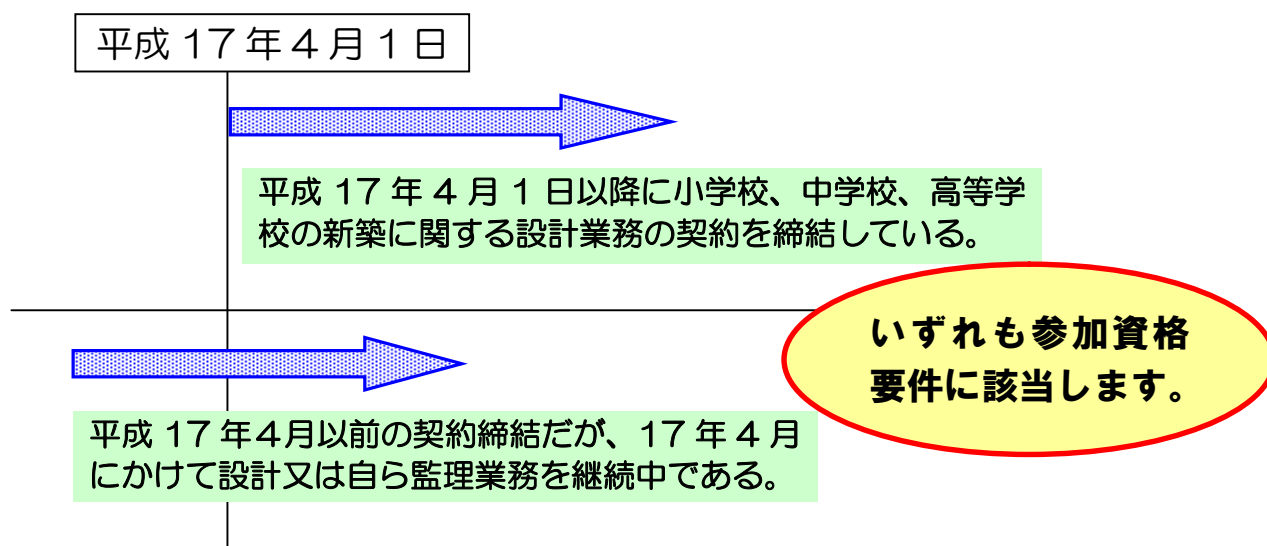 平成 17 年 4 月 1 日
平成 17 年 4 月 1 日以降に小学校、中学校、高等学
校の新築に関する設計業務の契約を締結している。
いずれも参加資格
要件に該当します。
平成 17 年4月以前の契約締結だが、17 年 4 月
にかけて設計又は自ら監理業務を継続中である。